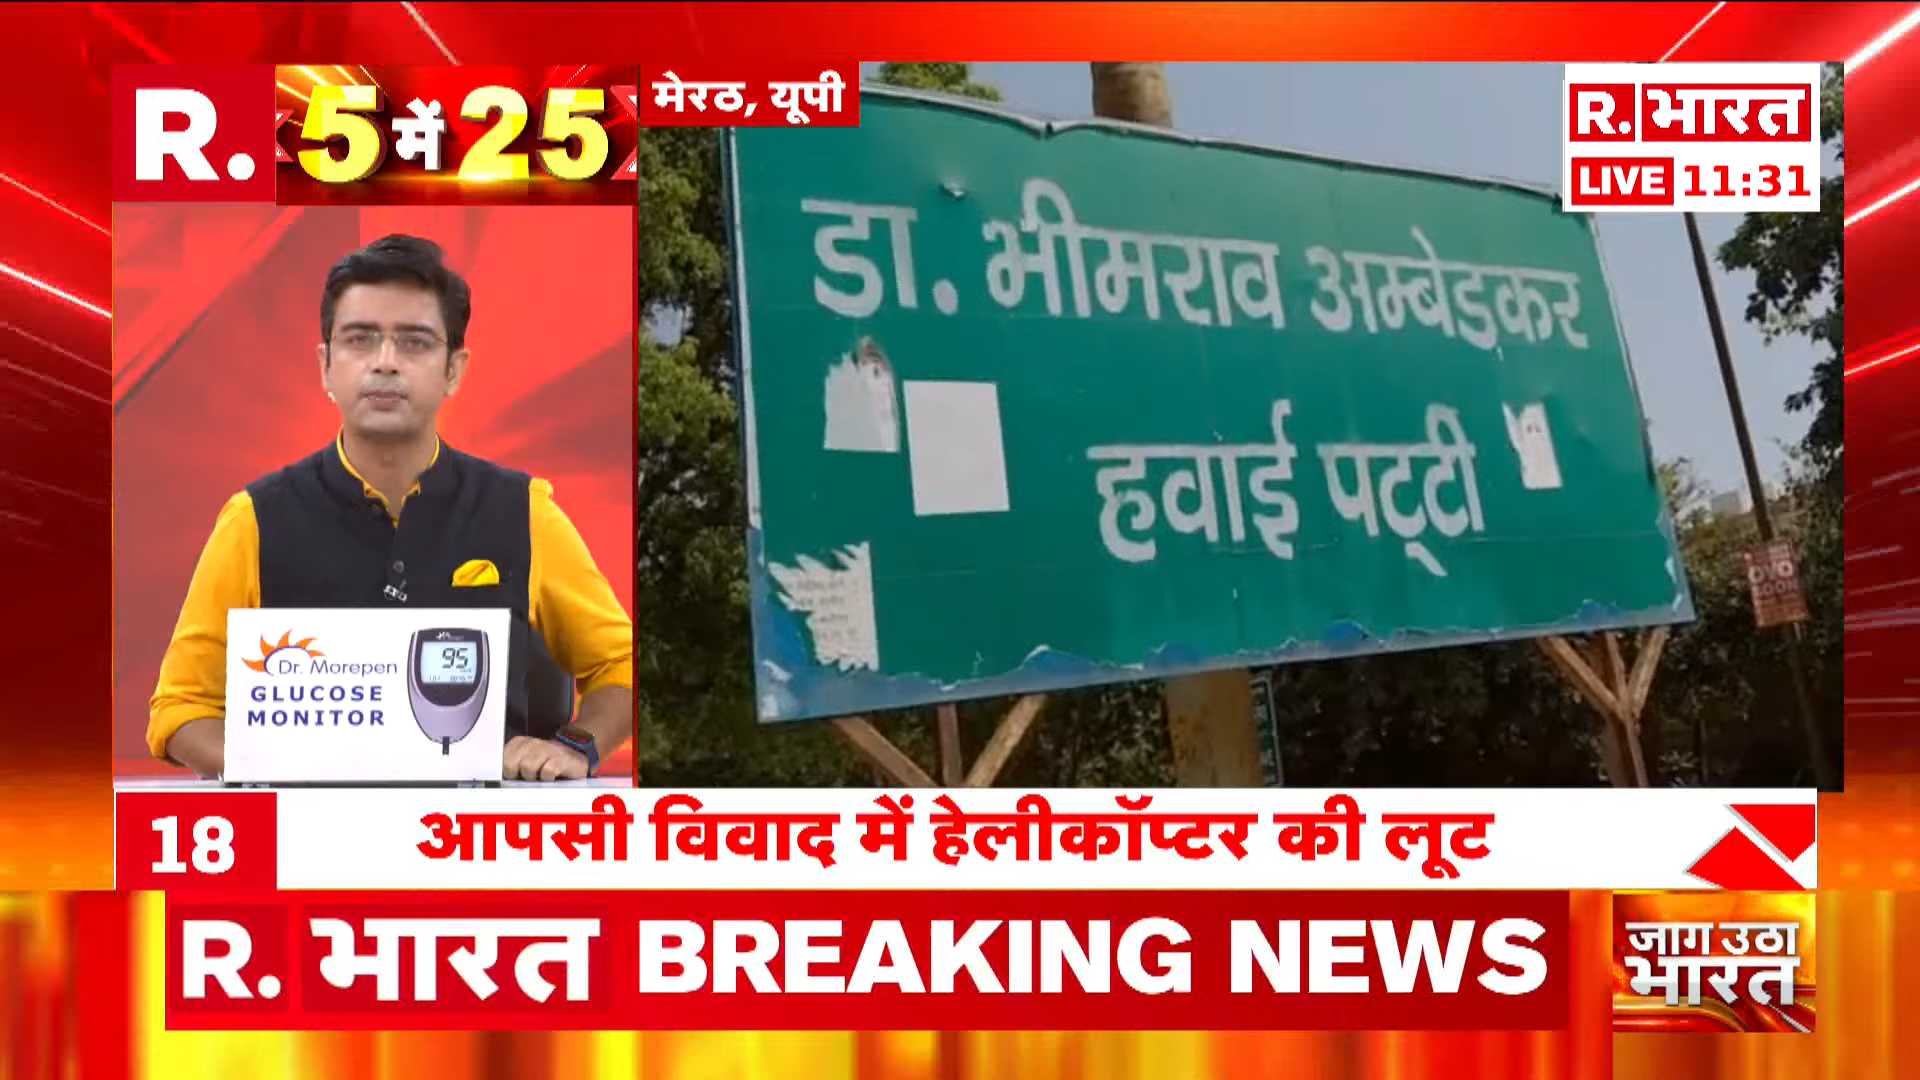 R. 5 में 25
मेरठ, यूपी
R. भारत
LIVE 11:31
डा. भीमराव अम्बेडकर
हवाई पट्टी
OYO
Dr. Morepen
GLUCOSE
MONITOR
95
18 आपसी विवाद में हेलीकॉप्टर की लूट
R. भारत BREAKING NEWS
जाग उठा
भारत